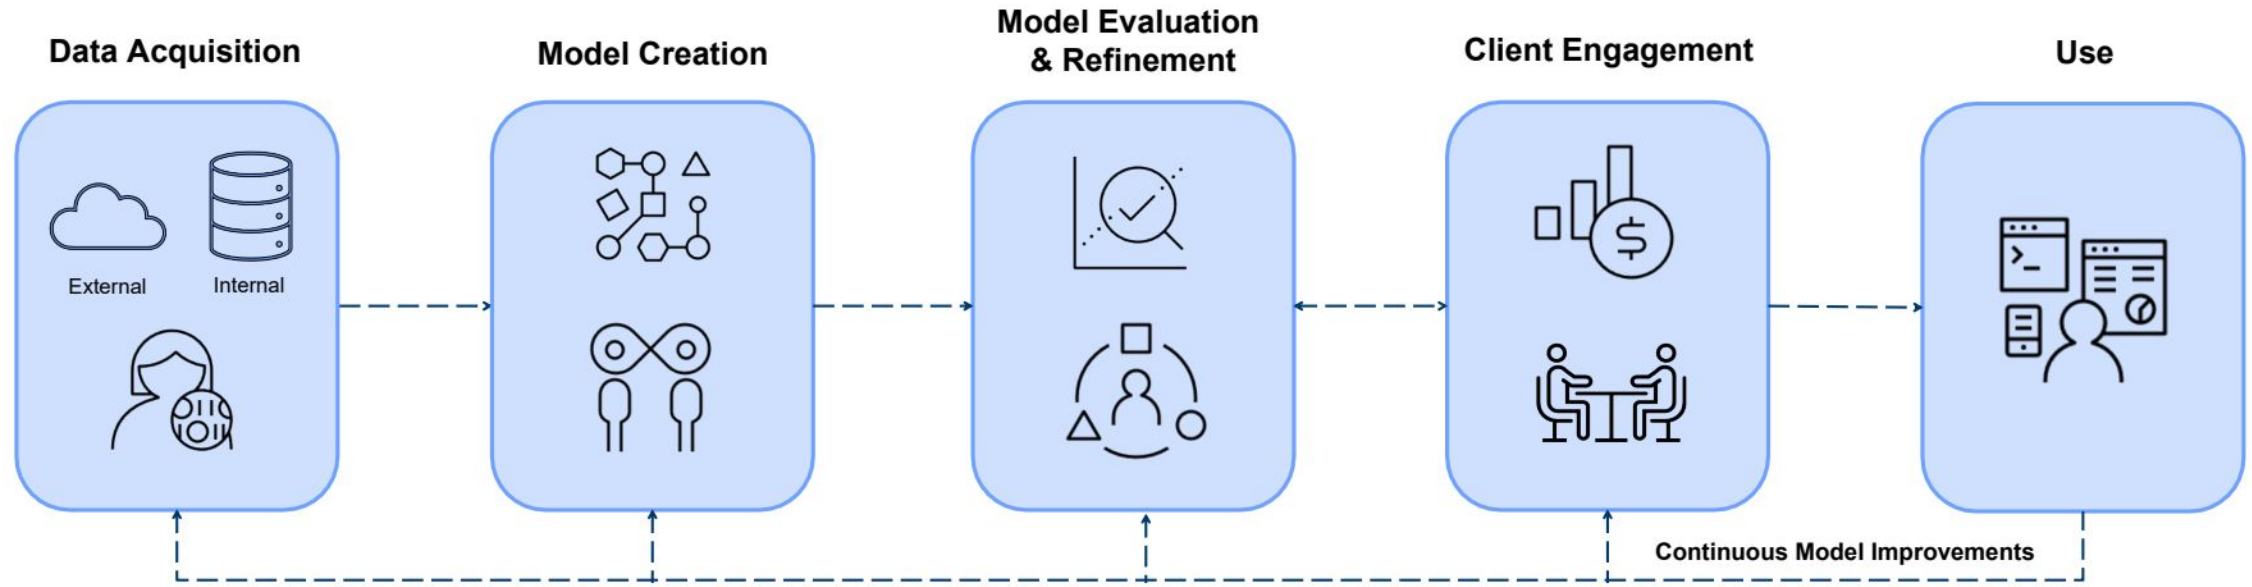 Data Acquisition
Model Creation
Model Evaluation
& Refinement
Client Engagement
Use
External
Internal
$
>_
Continuous Model Improvements